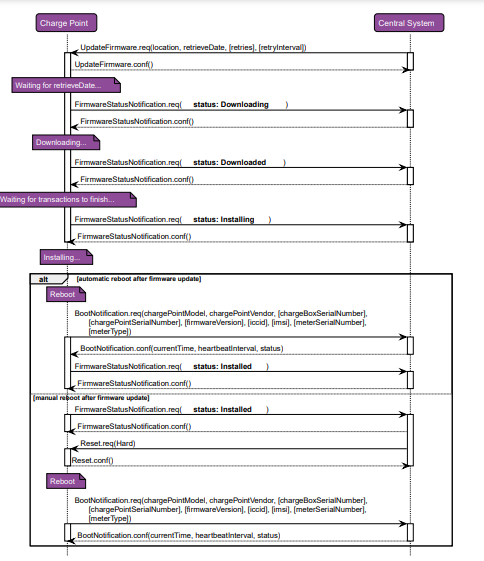 Charge Point
Central System
UpdateFirmware.req(location, retrieveDate, [retries], [retryInterval])
UpdateFirmware.conf()
Waiting for retrieveDate...
FirmwareStatusNotification.req( status: Downloading )
FirmwareStatusNotification.conf()
Downloading...
FirmwareStatusNotification.req( status: Downloaded )
FirmwareStatusNotification.conf()
Waiting for transactions to finish...
FirmwareStatusNotification.req( status: Installing )
FirmwareStatusNotification.conf()
Installing...
alt [automatic reboot after firmware update]
Reboot
BootNotification.req(chargePointModel, chargePointVendor, [chargeBoxSerialNumber],
[chargePointSerialNumber], [firmwareVersion], [iccid], [imsi], [meterSerialNumber],
[meterType])
BootNotification.conf(currentTime, heartbeatInterval, status)
FirmwareStatusNotification.req( status: Installed )
FirmwareStatusNotification.conf()
[manual reboot after firmware update]
FirmwareStatusNotification.req( status: Installed )
FirmwareStatusNotification.conf()
Reset.req(Hard)
Reset.conf()
Reboot
BootNotification.req(chargePointModel, chargePointVendor, [chargeBoxSerialNumber],
[chargePointSerialNumber], [firmwareVersion], [iccid], [imsi], [meterSerialNumber],
[meterType])
BootNotification.conf(currentTime, heartbeatInterval, status)